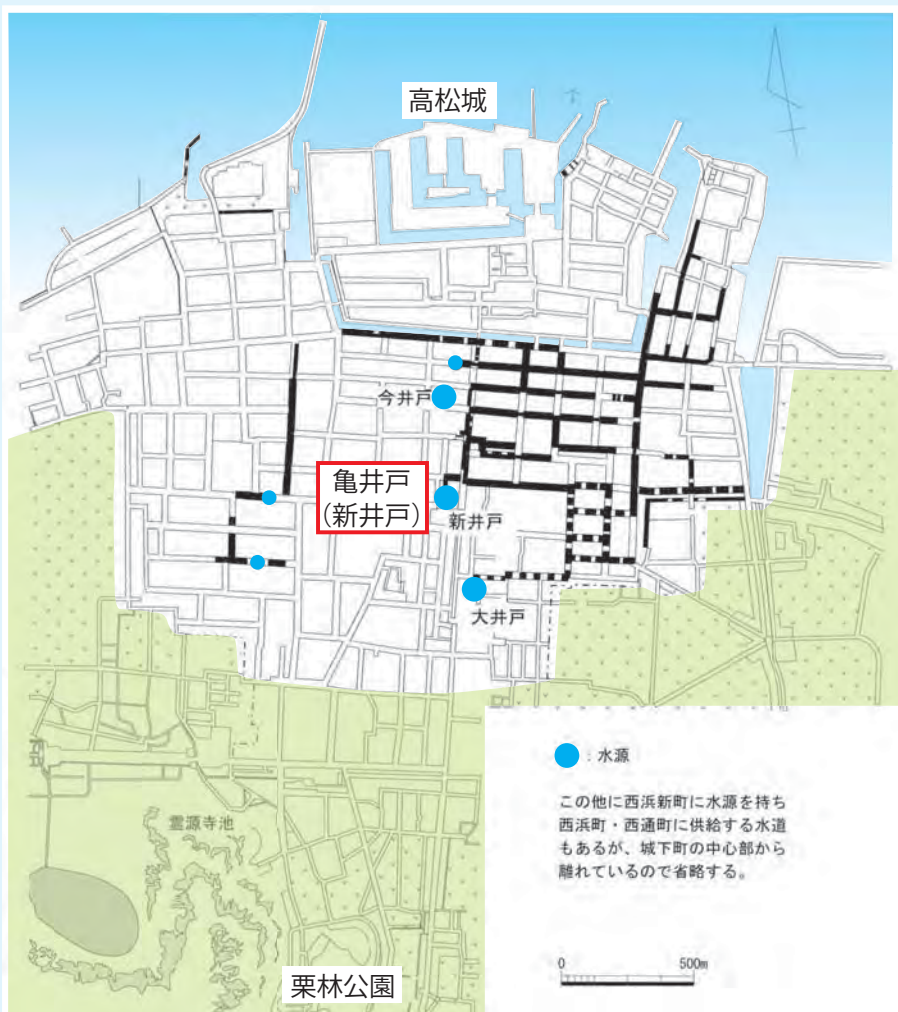 高松城
今井戸
亀井戸
(新井戸)
新井戸
大井戸
：水源
この他に西浜新町に水源を持ち
西浜町・西通町に供給する水道
もあるが、城下町の中心部から
離れているので省略する。
霊源寺池
0 500m
栗林公園